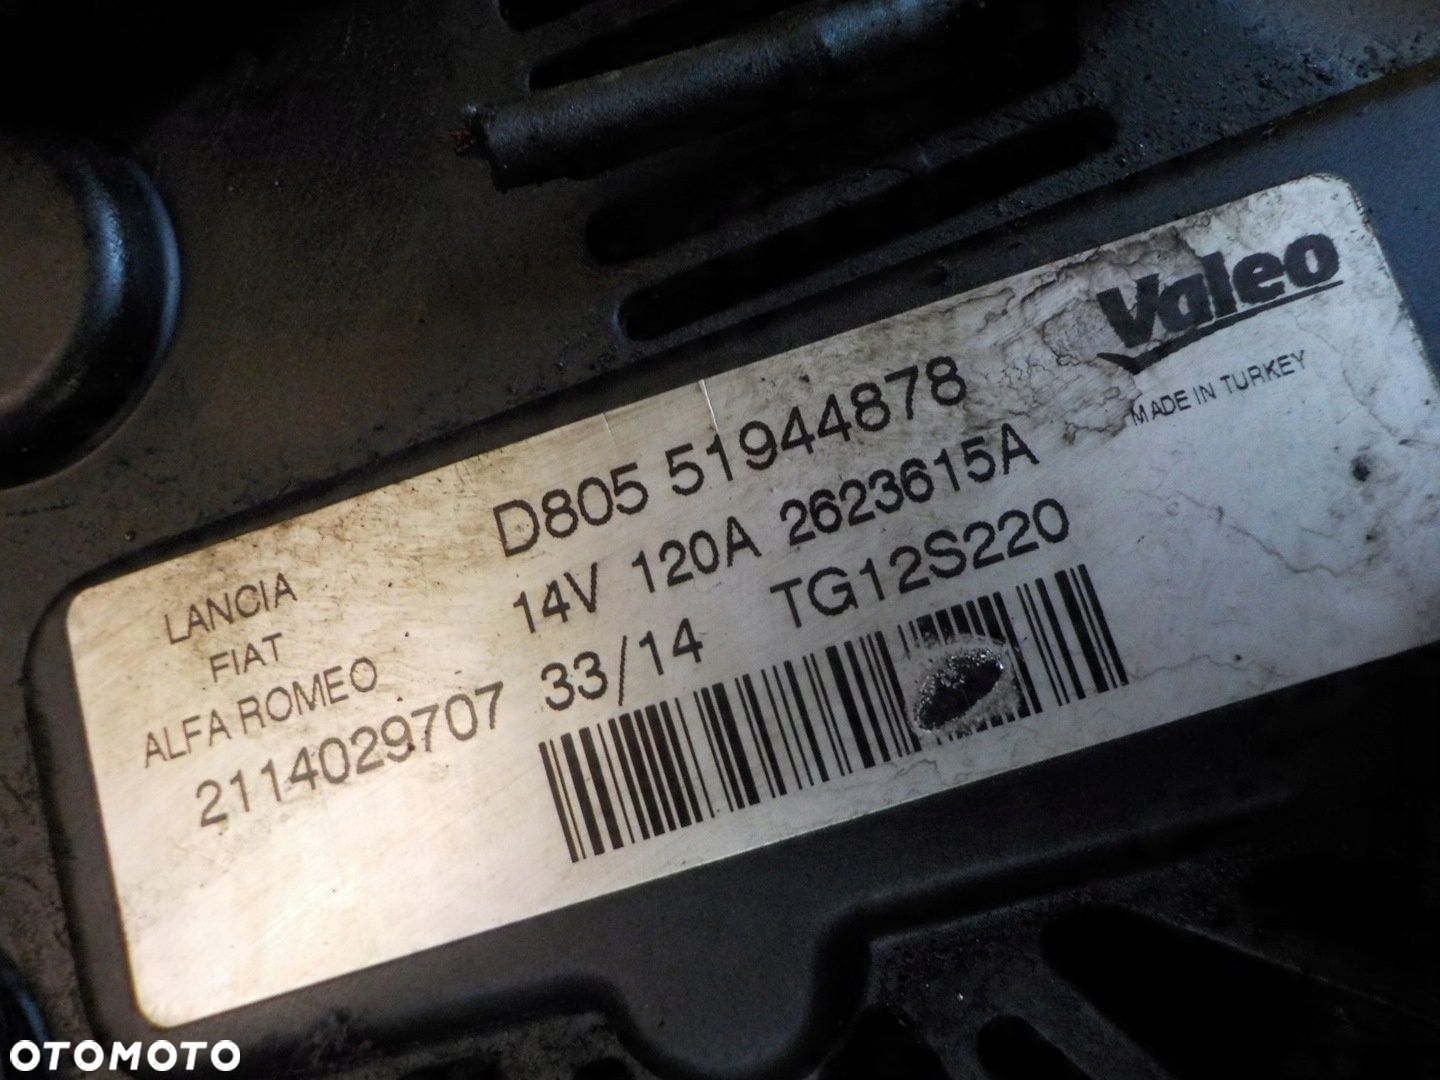 Valeo
MADE IN TURKEY
D805 51944878
LANCIA 14V 120A 2623615A
FIAT
ALFA ROMEO
2114029707 33/14 TG12S220
OTOMOTO